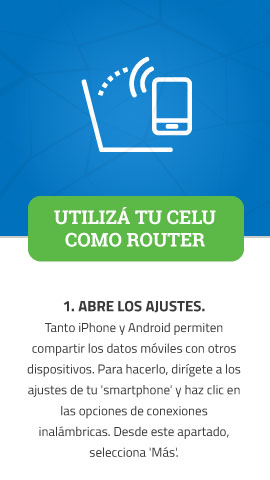 UTILIZÁ TU CELU
COMO ROUTER
1. ABRE LOS AJUSTES.
Tanto iPhone y Android permiten
compartir los datos móviles con otros
dispositivos. Para hacerlo, dirígete a los
ajustes de tu 'smartphone' y haz clic en
las opciones de conexiones
inalámbricas. Desde este apartado,
selecciona 'Más'.